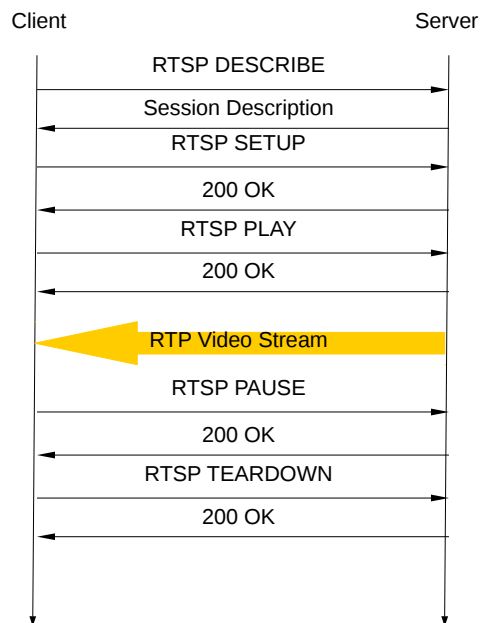 Client
Server
RTSP DESCRIBE
Session Description
RTSP SETUP
200 OK
RTSP PLAY
200 OK
RTP Video Stream
RTSP PAUSE
200 OK
RTSP TEARDOWN
200 OK